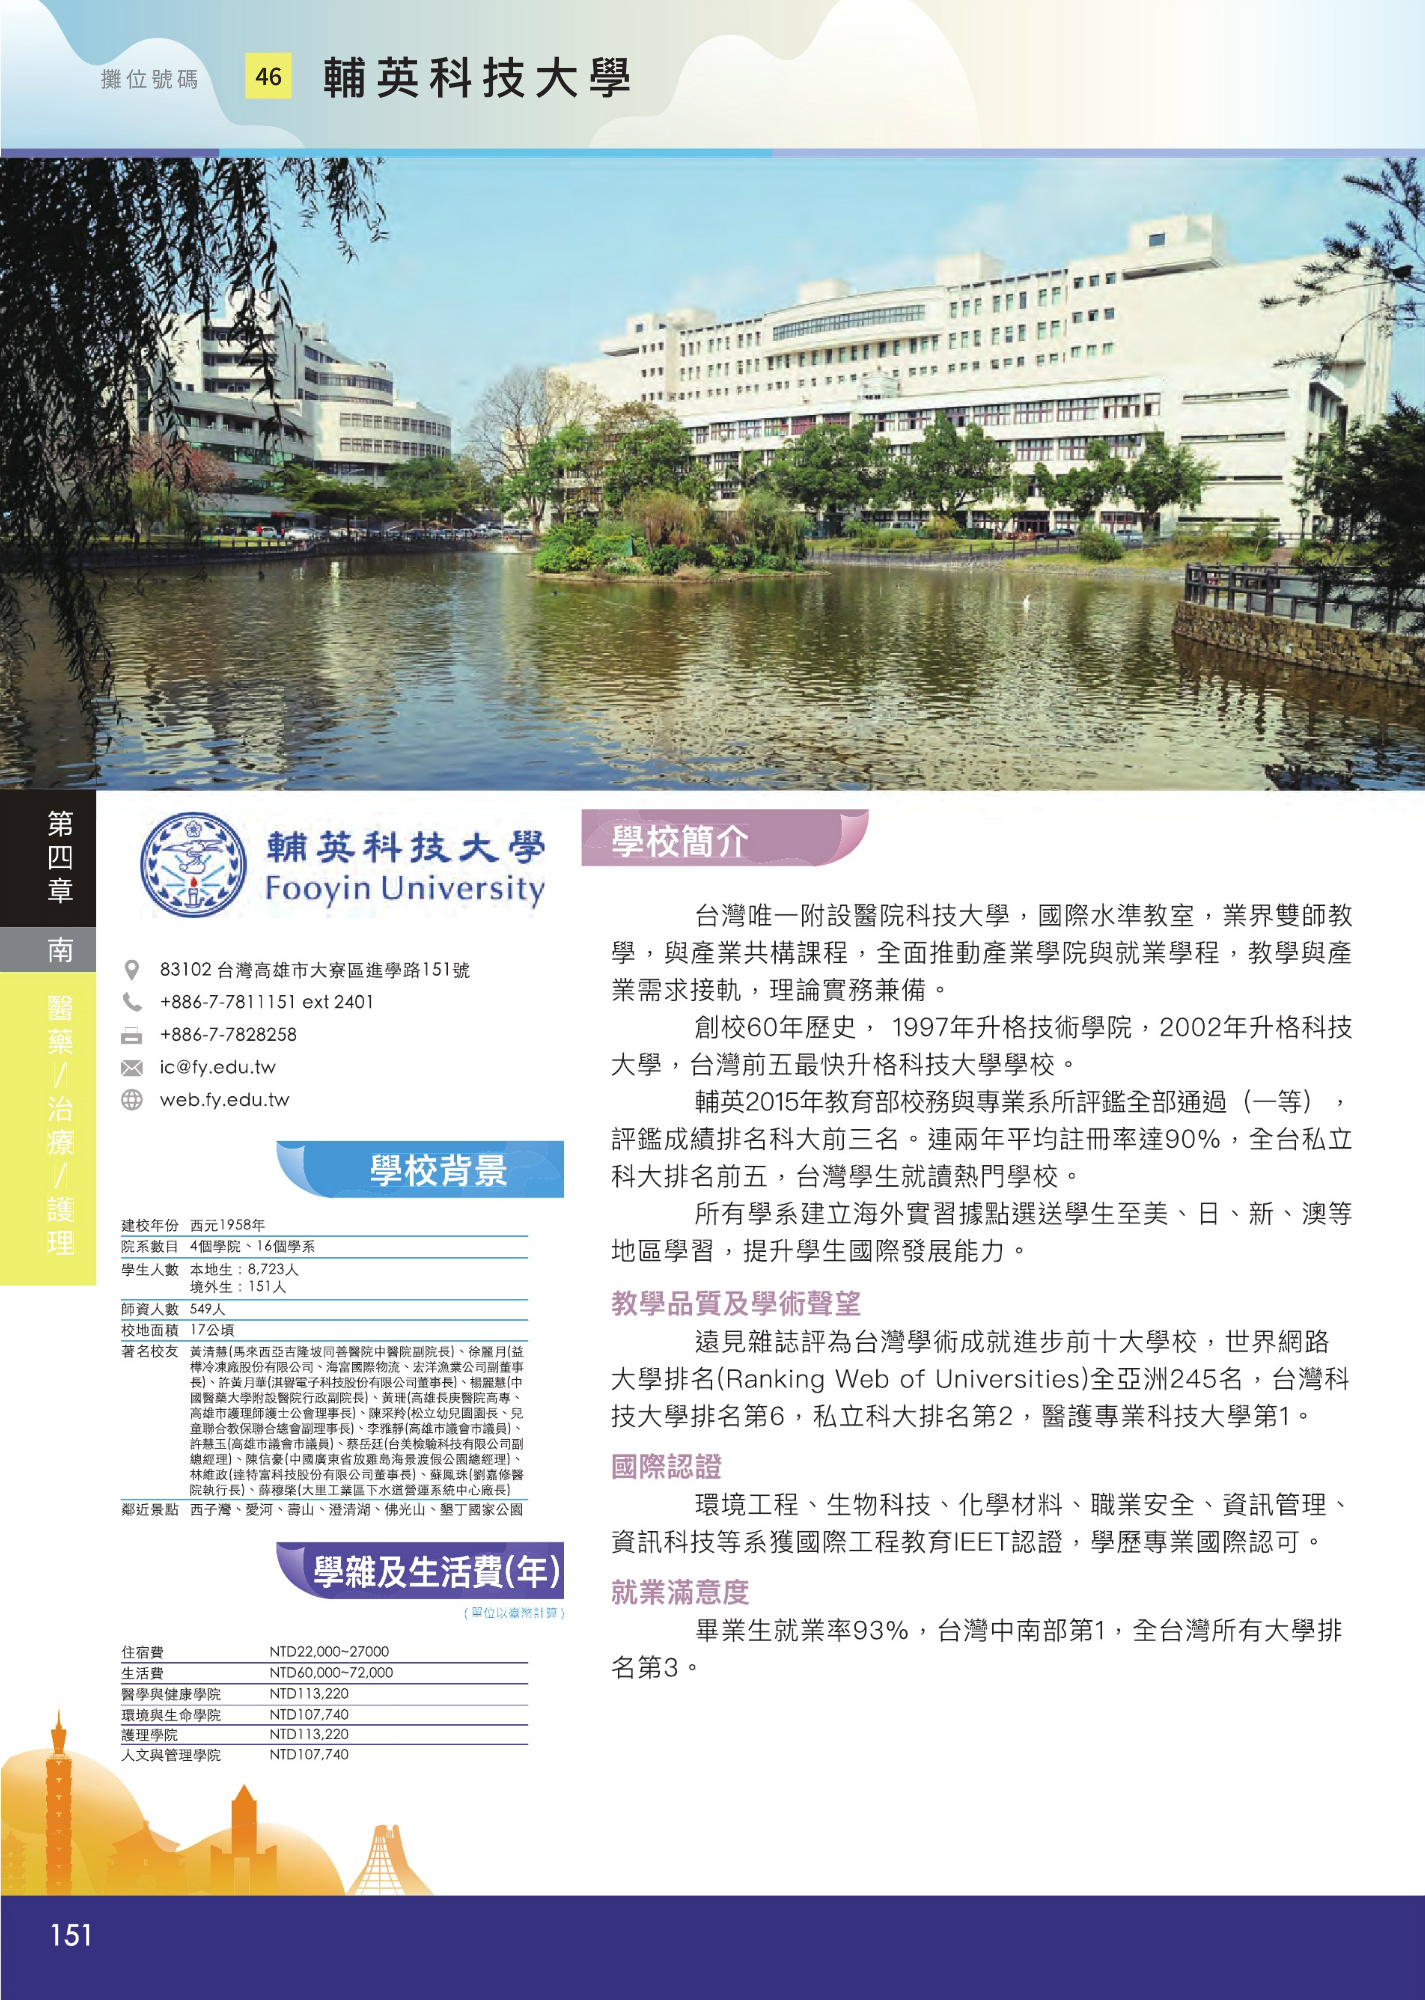 攤位號碼 46 輔英科技大學
第四章
南
醫藥/治療/護理
輔英科技大學
Fooyin University
83102 台灣高雄市大寮區進學路151號
+886-7-7811151 ext 2401
+886-7-7828258
ic@fy.edu.tw
web.fy.edu.tw
學校背景
建校年份 西元1958年
院系數目 4個學院、16個學系
學生人數 本地生：8,723人
境外生：151人
師資人數 549人
校地面積 17公頃
著名校友 黃清慧(馬來西亞吉隆坡同善醫院中醫院副院長)、徐麗月(益
樺冷凍廠股份有限公司、海富國際物流、宏洋漁業公司副董事
長)、許黃月華(淇譽電子科技股份有限公司董事長)、楊麗慧(中
國醫藥大學附設醫院行政副院長)、黃珊(高雄長庚醫院高專、
高雄市護理師護士公會理事長)、陳采羚(松立幼兒園園長、兒
童聯合教保聯合總會副理事長)、李雅靜(高雄市議會市議員)、
許慧玉(高雄市議會市議員)、蔡岳廷(台美檢驗科技有限公司副
總經理)、陳信豪(中國廣東省放雞島海景渡假公園總經理)、
林維政(達特富科技股份有限公司董事長)、蘇鳳珠(劉嘉修醫
院執行長)、薛穆棨(大里工業區下水道營運系統中心廠長)
鄰近景點 西子灣、愛河、壽山、澄清湖、佛光山、墾丁國家公園
學雜及生活費(年)
(單位以臺幣計算)
住宿費 NTD22,000~27000
生活費 NTD60,000~72,000
醫學與健康學院 NTD113,220
環境與生命學院 NTD107,740
護理學院 NTD113,220
人文與管理學院 NTD107,740
學校簡介
台灣唯一附設醫院科技大學，國際水準教室，業界雙師教
學，與產業共構課程，全面推動產業學院與就業學程，教學與產
業需求接軌，理論實務兼備。
創校60年歷史， 1997年升格技術學院，2002年升格科技
大學，台灣前五最快升格科技大學學校。
輔英2015年教育部校務與專業系所評鑑全部通過（一等），
評鑑成績排名科大前三名。連兩年平均註冊率達90%，全台私立
科大排名前五，台灣學生就讀熱門學校。
所有學系建立海外實習據點選送學生至美、日、新、澳等
地區學習，提升學生國際發展能力。
教學品質及學術聲望
遠見雜誌評為台灣學術成就進步前十大學校，世界網路
大學排名(Ranking Web of Universities)全亞洲245名，台灣科
技大學排名第6，私立科大排名第2，醫護專業科技大學第1。
國際認證
環境工程、生物科技、化學材料、職業安全、資訊管理、
資訊科技等系獲國際工程教育IEET認證，學歷專業國際認可。
就業滿意度
畢業生就業率93%，台灣中南部第1，全台灣所有大學排
名第3。
151